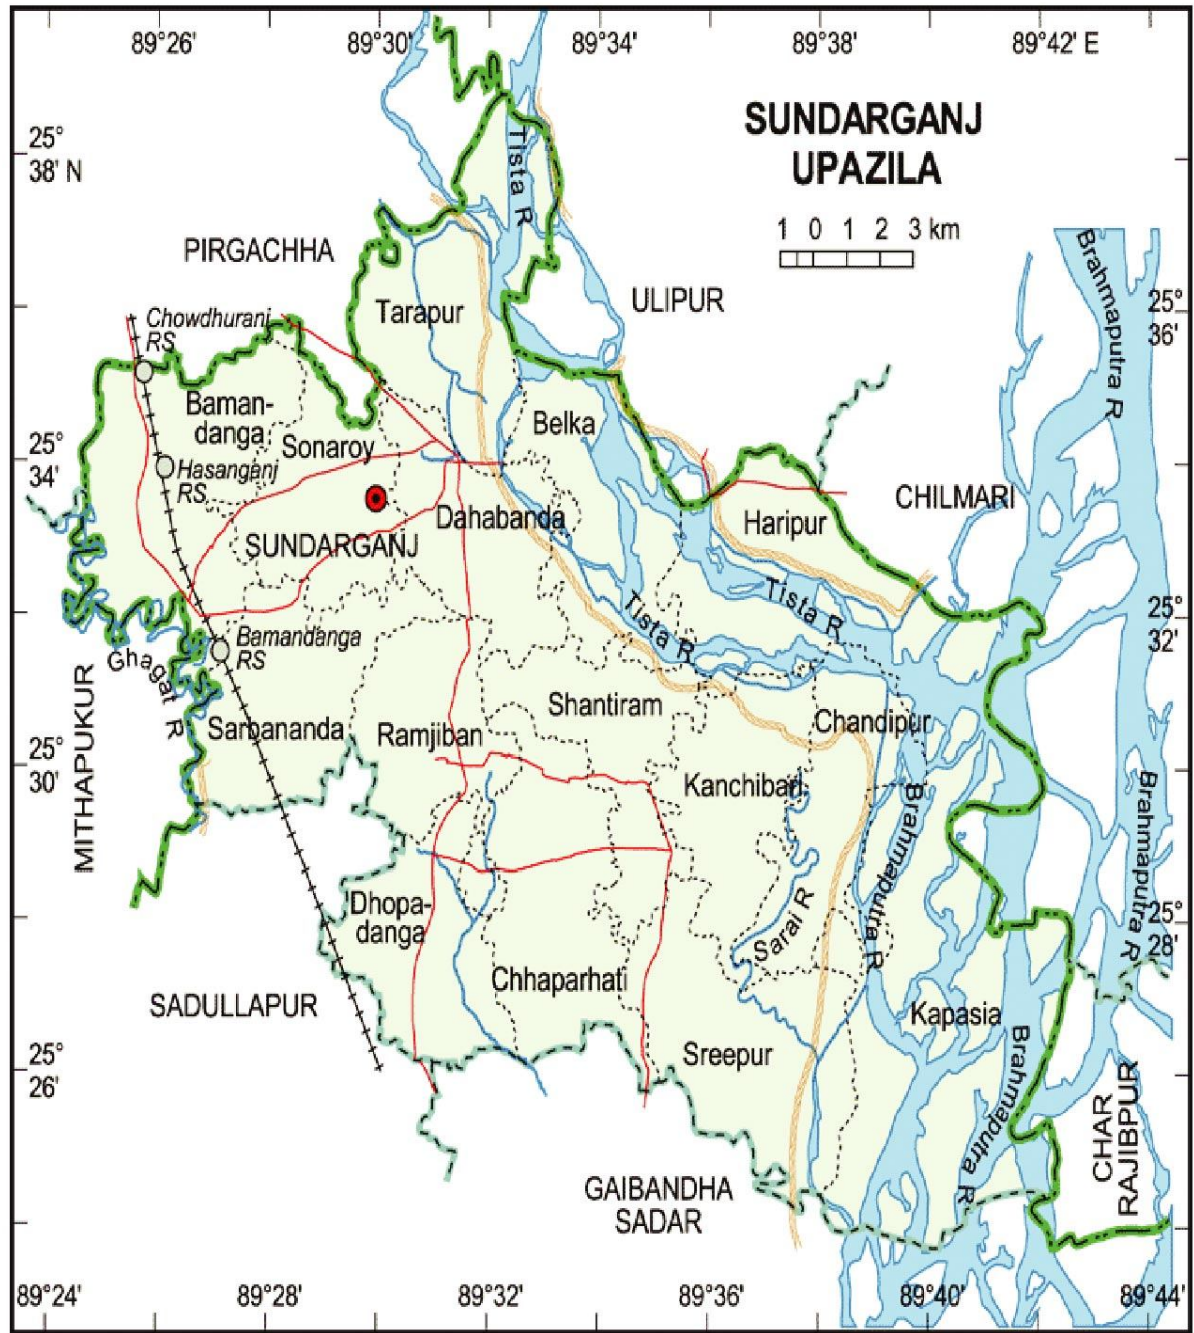 89°26'
89°30'
89°34'
89°38'
89°42' E
SUNDARGANJ
UPAZILA
1 0 1 2 3 km
25°
38' N
Tista R
Brahmaputra R
PIRGACHHA
ULIPUR
Tarapur
25°
36'
Chowdhurani
RS
Baman-
danga
Sonaroy
Belka
25°
34'
Hasanganj
RS
CHILMARI
Haripur
Dahabanda
SUNDARGANJ
Tista R
Tista R
25°
32'
Bamandanga
RS
Ghagat R
MITHAPUKUR
Sarbananda
Ramjiban
Shantiram
Chandipur
25°
30'
Kanchibari
Brahmaputra R
Brahmaputra R
Dhopa-
danga
Sarai R
25°
28'
Chhaparhati
SADULLAPUR
Kapasia
25°
26'
Sreepur
Brahmaputra R
CHAR
RAJIBPUR
GAIBANDHA
SADAR
89°24'
89°28'
89°32'
89°36'
89°40'
89°44'